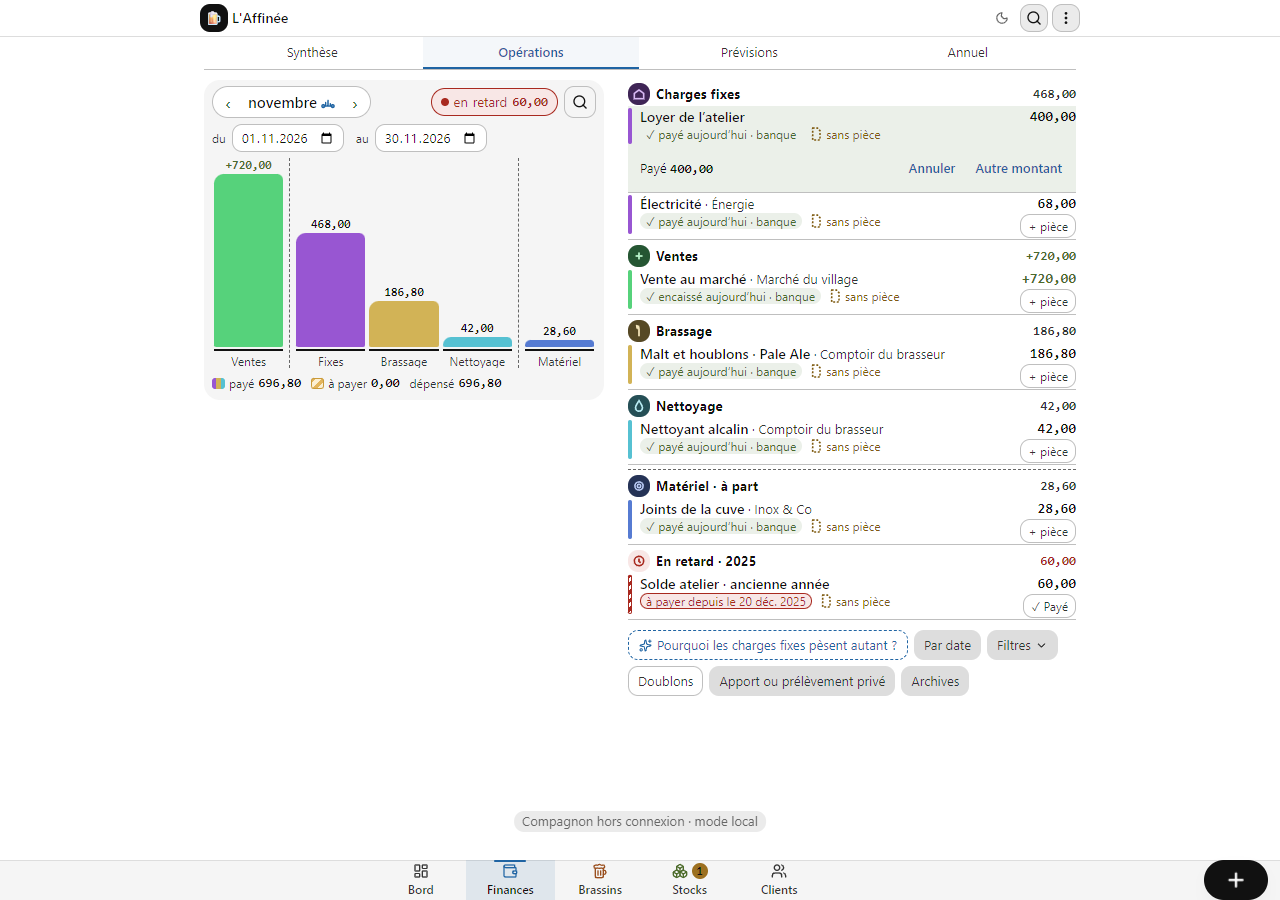 L'Affinée
Synthèse
Opérations
Prévisions
Annuel
‹ novembre ›
en retard 60,00
du 01.11.2026 au 30.11.2026
+720,00
468,00
186,80
42,00
28,60
Ventes
Fixes
Brassage
Nettoyage
Matériel
payé 696,80 à payer 0,00 dépensé 696,80
Charges fixes 468,00
Loyer de l'atelier 400,00
✓ payé aujourd'hui · banque sans pièce
Payé 400,00 Annuler Autre montant
Électricité · Énergie 68,00
✓ payé aujourd'hui · banque sans pièce + pièce
Ventes +720,00
Vente au marché · Marché du village +720,00
✓ encaissé aujourd'hui · banque sans pièce + pièce
Brassage 186,80
Malt et houblons · Pale Ale · Comptoir du brasseur 186,80
✓ payé aujourd'hui · banque sans pièce + pièce
Nettoyage 42,00
Nettoyant alcalin · Comptoir du brasseur 42,00
✓ payé aujourd'hui · banque sans pièce + pièce
Matériel · à part 28,60
Joints de la cuve · Inox & Co 28,60
✓ payé aujourd'hui · banque sans pièce + pièce
En retard · 2025 60,00
Solde atelier · ancienne année 60,00
à payer depuis le 20 déc. 2025 sans pièce ✓ Payé
Pourquoi les charges fixes pèsent autant ? Par date Filtres
Doublons Apport ou prélèvement privé Archives
Compagnon hors connexion · mode local
Bord
Finances
Brassins
1
Stocks
Clients
+